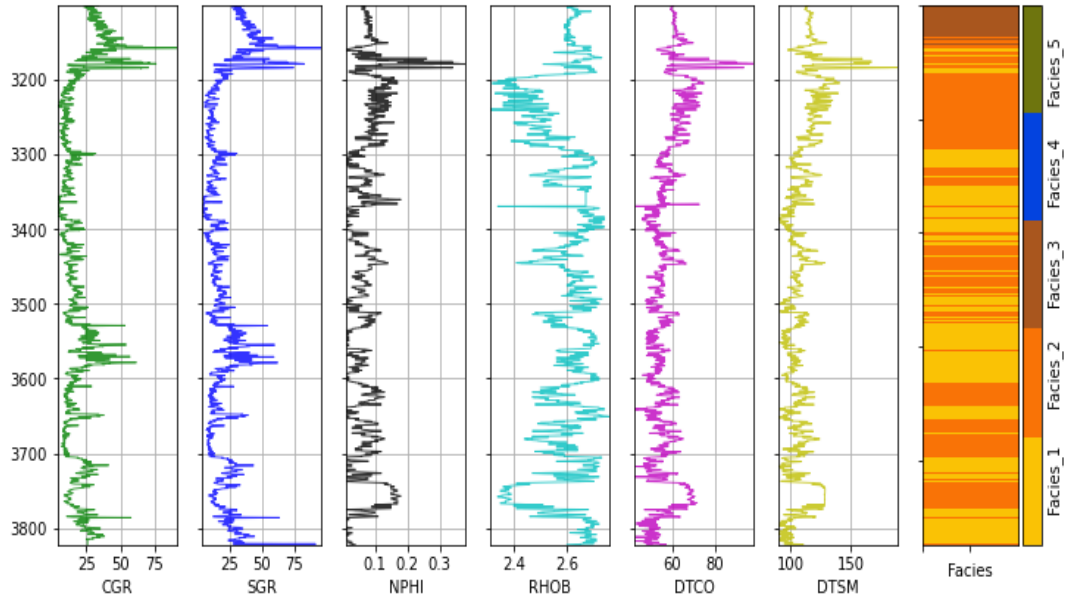 3200
3300
3400
3500
3600
3700
3800
25 50 75
CGR
25 50 75
SGR
0.1 0.2 0.3
NPHI
2.4 2.6
RHOB
60 80
DTCO
100 150
DTSM
Facies
Facies_5
Facies_4
Facies_3
Facies_2
Facies_1